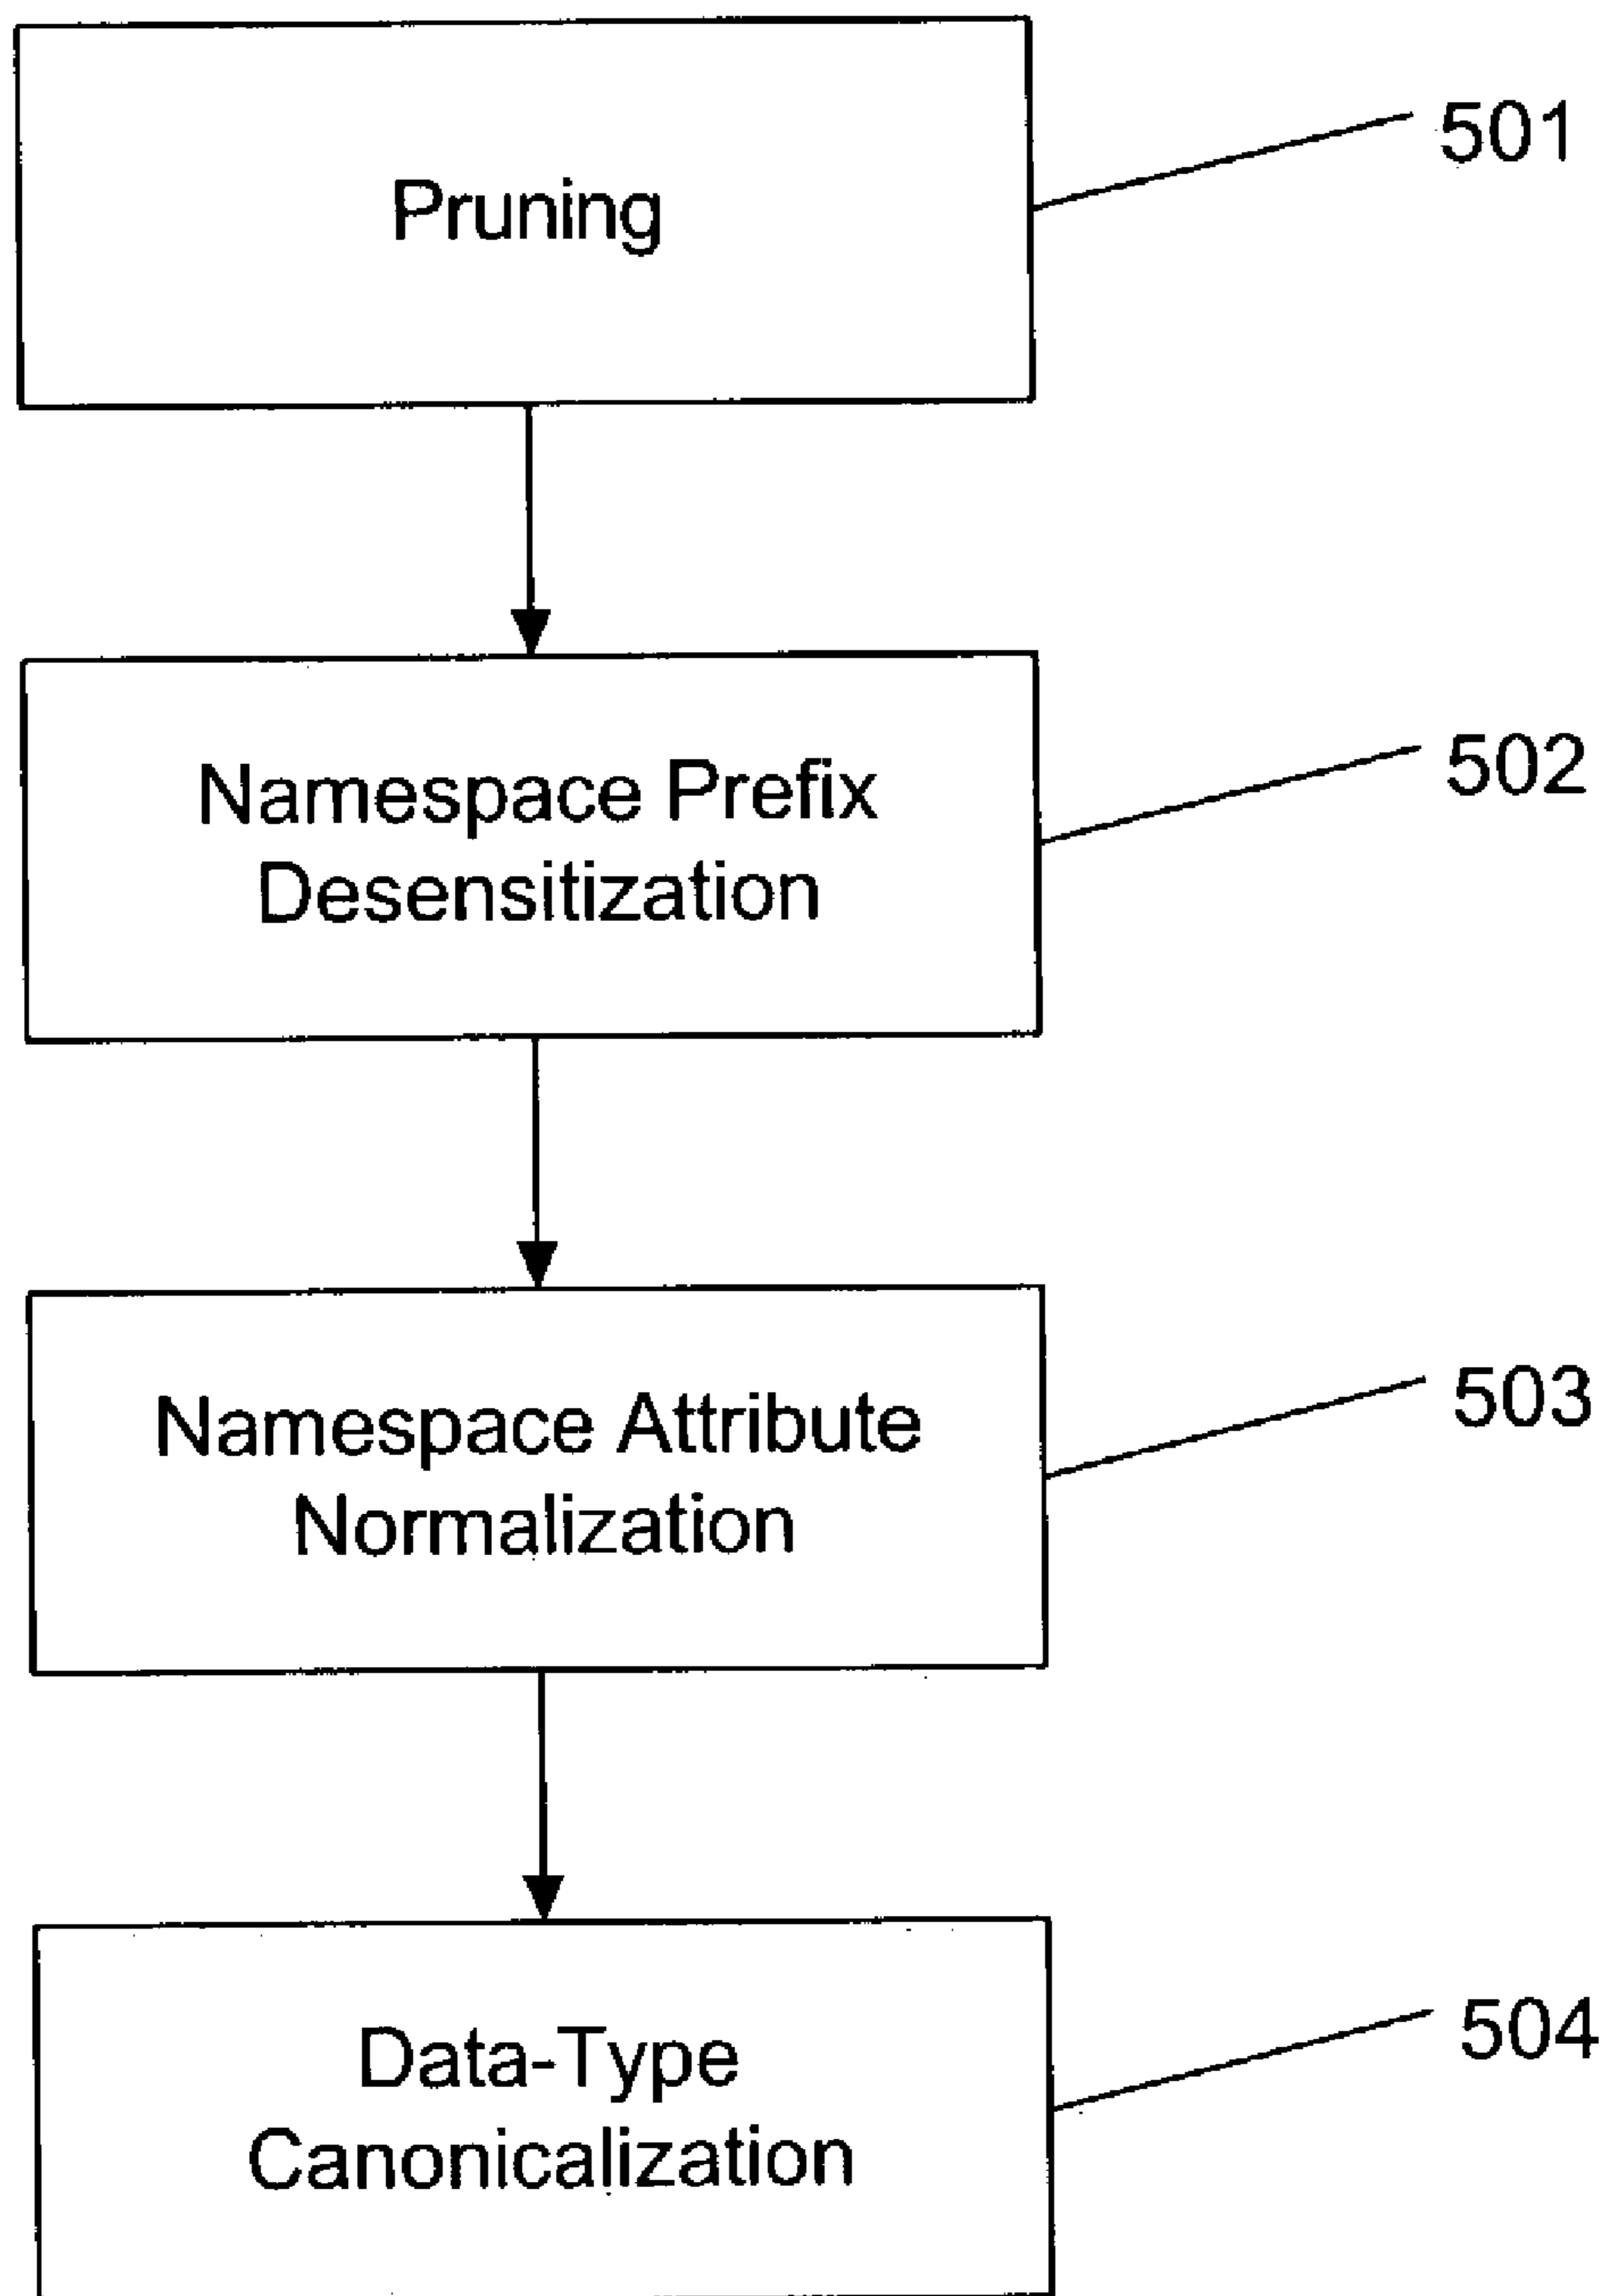 Pruning
501
Namespace Prefix
Desensitization
502
Namespace Attribute
Normalization
503
Data-Type
Canonicalization
504